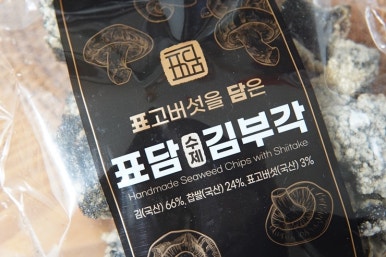 표담
표고버섯을 담은
표담 수제 김부각
Handmade Seaweed Chips with Shiitake
김(국산) 66%, 찹쌀(국산) 24%, 표고버섯(국산) 3%